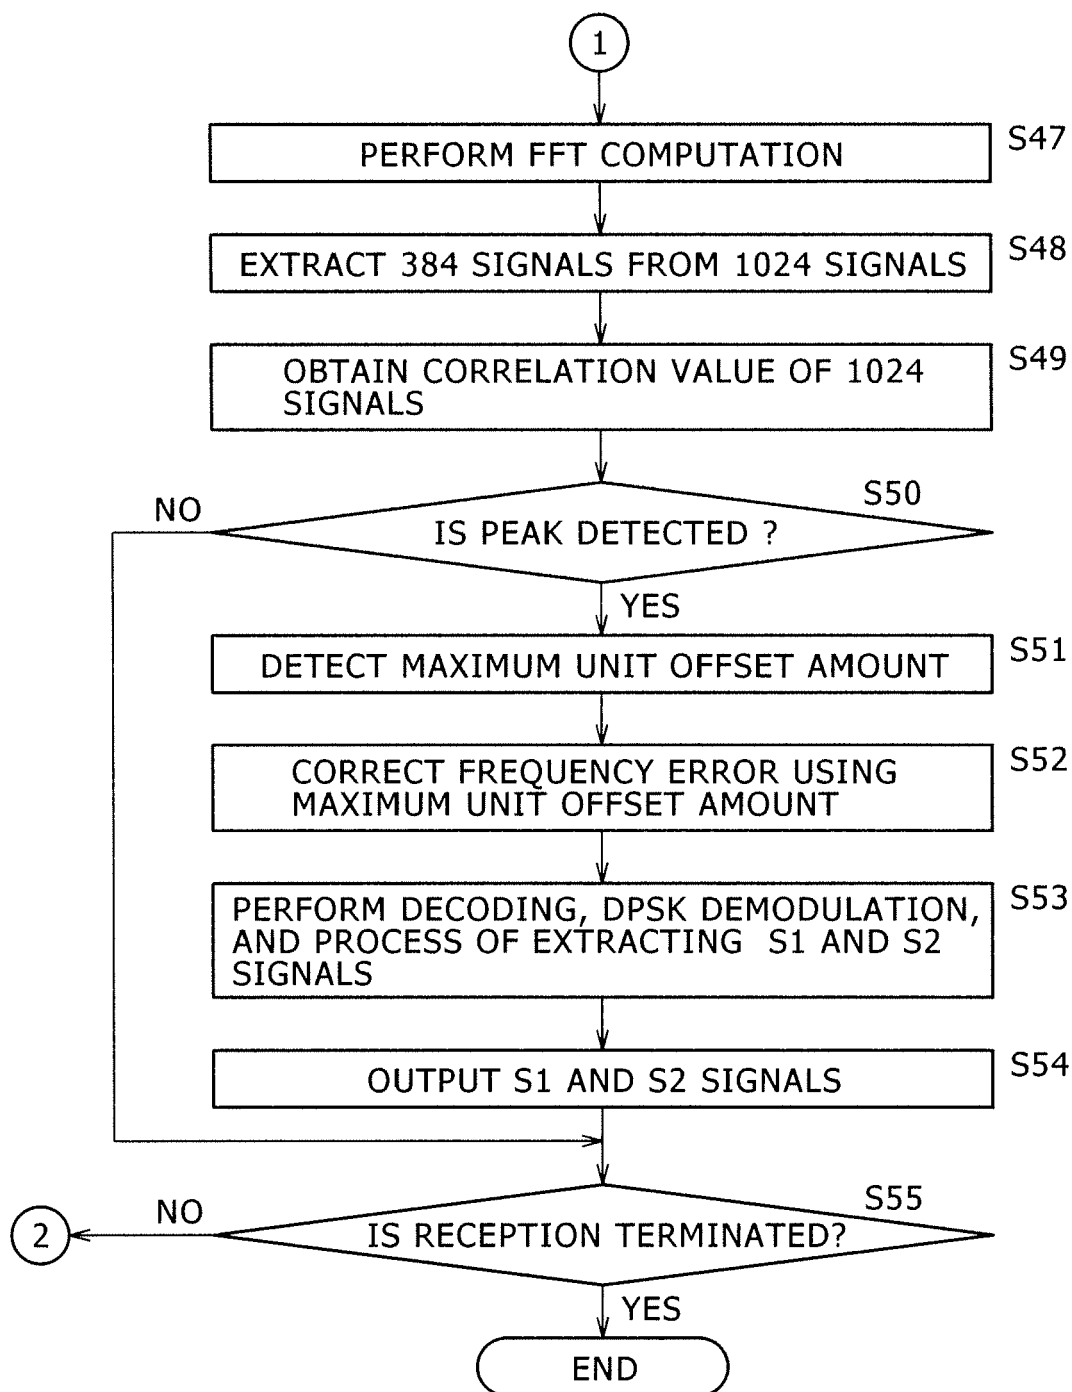 1
S47
PERFORM FFT COMPUTATION
S48
EXTRACT 384 SIGNALS FROM 1024 SIGNALS
S49
OBTAIN CORRELATION VALUE OF 1024
SIGNALS
S50
NO
IS PEAK DETECTED ?
YES
S51
DETECT MAXIMUM UNIT OFFSET AMOUNT
S52
CORRECT FREQUENCY ERROR USING
MAXIMUM UNIT OFFSET AMOUNT
S53
PERFORM DECODING, DPSK DEMODULATION,
AND PROCESS OF EXTRACTING S1 AND S2
SIGNALS
S54
OUTPUT S1 AND S2 SIGNALS
S55
NO
2
IS RECEPTION TERMINATED?
YES
END